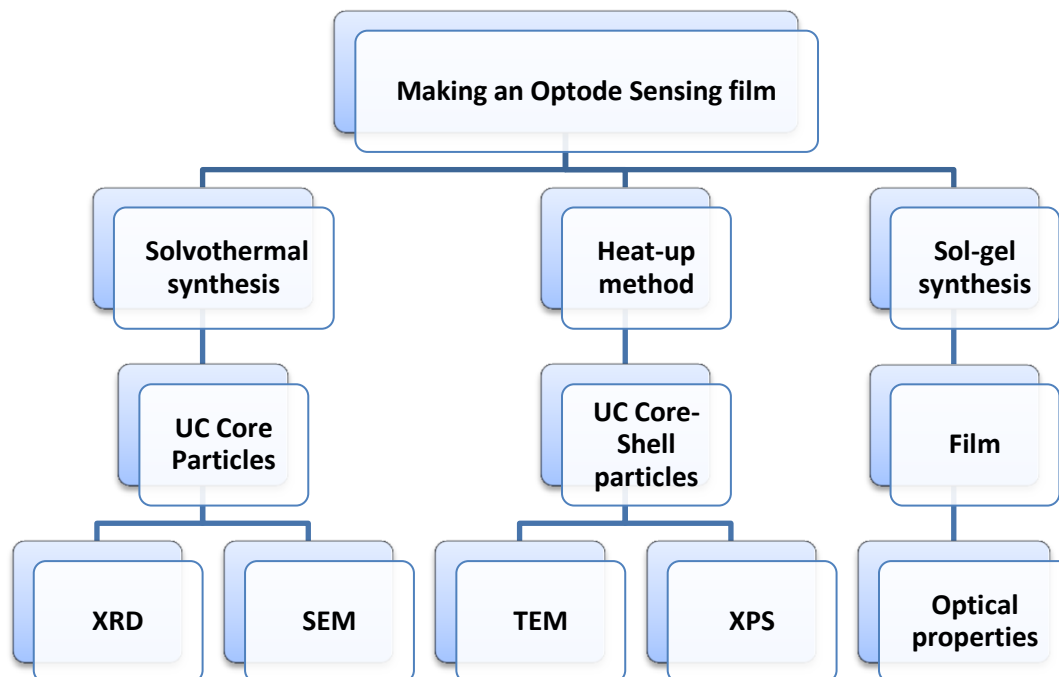 Making an Optode Sensing film
Solvothermal
synthesis
Heat-up
method
Sol-gel
synthesis
UC Core
Particles
UC Core-
Shell
particles
Film
XRD
SEM
TEM
XPS
Optical
properties